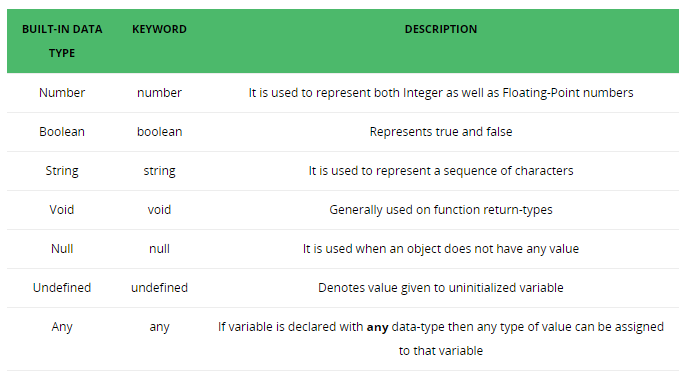 BUILT-IN DATA TYPE KEYWORD DESCRIPTION
Number number It is used to represent both Integer as well as Floating-Point numbers
Boolean boolean Represents true and false
String string It is used to represent a sequence of characters
Void void Generally used on function return-types
Null null It is used when an object does not have any value
Undefined undefined Denotes value given to uninitialized variable
Any any If variable is declared with any data-type then any type of value can be assigned
to that variable